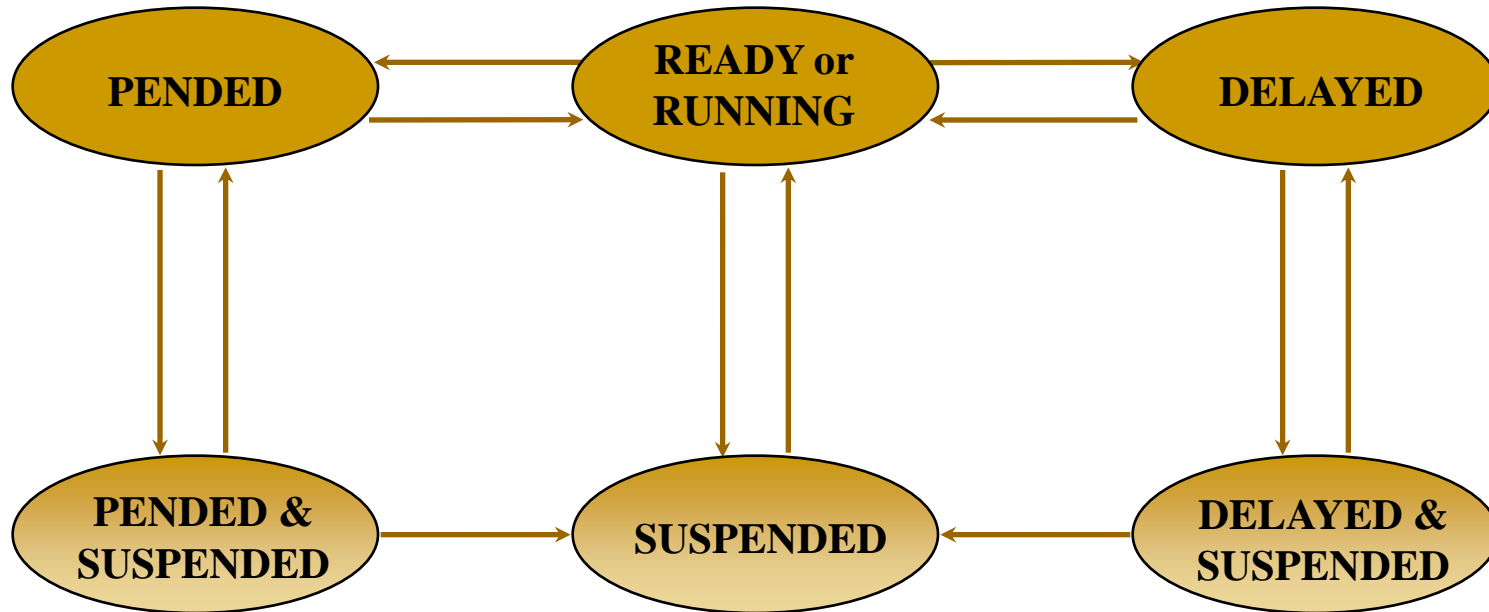 PENDED
READY or
RUNNING
DELAYED
PENDED &
SUSPENDED
SUSPENDED
DELAYED &
SUSPENDED